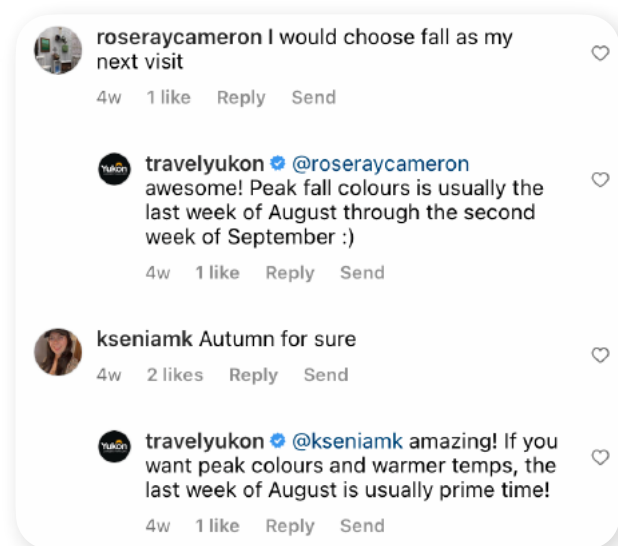 roseraycameron I would choose fall as my
next visit
4w 1 like Reply Send
Yukon
travelyukon @roseraycameron
awesome! Peak fall colours is usually the
last week of August through the second
week of September :)
4w 1 like Reply Send
kseniamk Autumn for sure
4w 2 likes Reply Send
Yukon
travelyukon @kseniamk amazing! If you
want peak colours and warmer temps, the
last week of August is usually prime time!
4w 1 like Reply Send